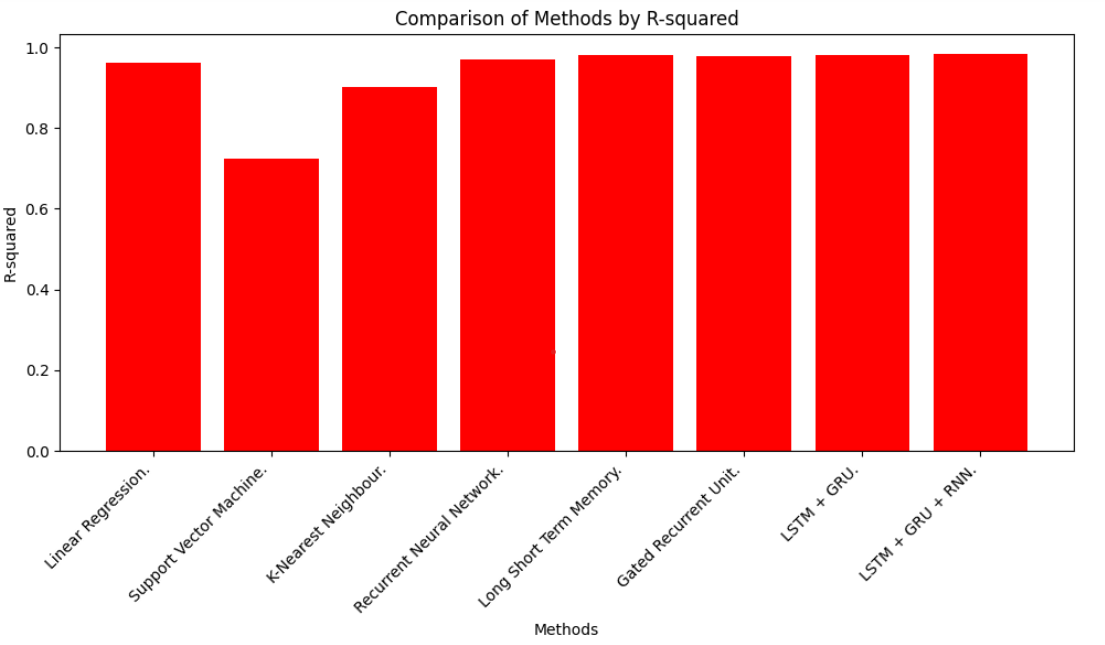 Comparison of Methods by R-squared
1.0
0.8
0.6
0.4
0.2
0.0
R-squared
Linear Regression.
Support Vector Machine.
K-Nearest Neighbour.
Recurrent Neural Network.
Long Short Term Memory.
Gated Recurrent Unit.
LSTM + GRU.
LSTM + GRU + RNN.
Methods